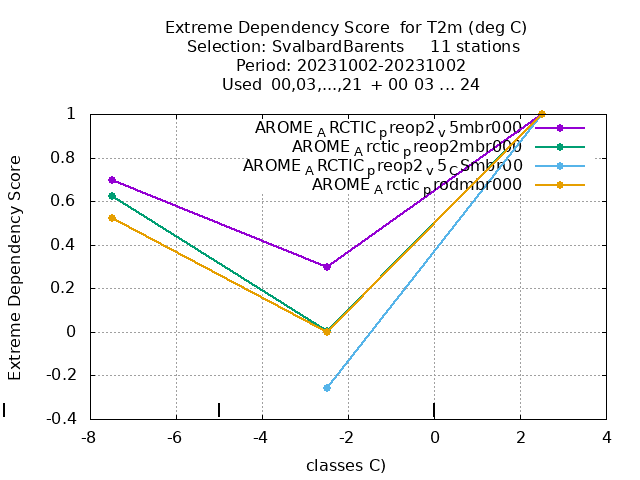 Extreme Dependency Score for T2m (deg C)
Selection: SvalbardBarents 11 stations
Period: 20231002-20231002
Used 00,03,...,21 + 00 03 ... 24
AROME_ARCTIC_preop2_v5mbr000
AROME_Arctic_preop2mbr000
AROME_ARCTIC_preop2_v5_CSmbr00
AROME_Arctic_prodmbr000
Extreme Dependency Score
1
0.8
0.6
0.4
0.2
0
-0.2
-0.4
-8 -6 -4 -2 0 2 4
classes C)